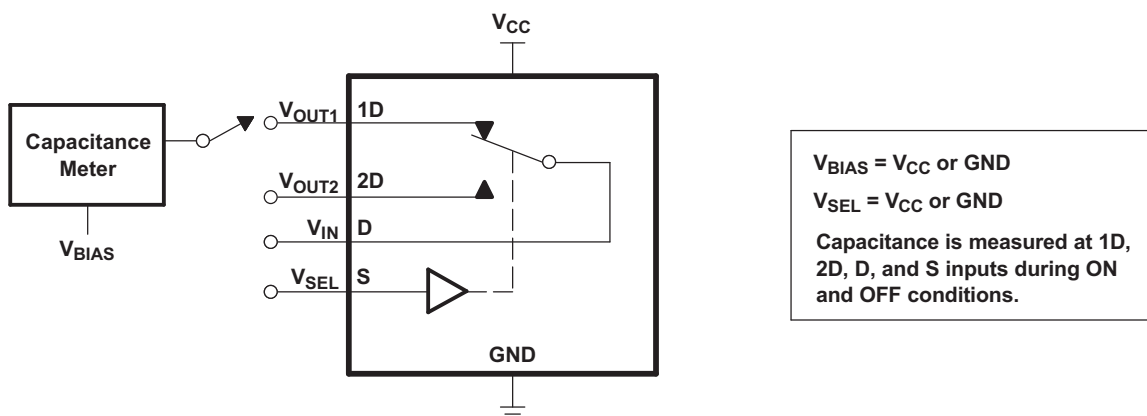 VCC
Capacitance
Meter
VBIAS
VOUT1 1D
VOUT2 2D
VIN D
VSEL S
GND
VBIAS = VCC or GND
VSEL = VCC or GND
Capacitance is measured at 1D,
2D, D, and S inputs during ON
and OFF conditions.